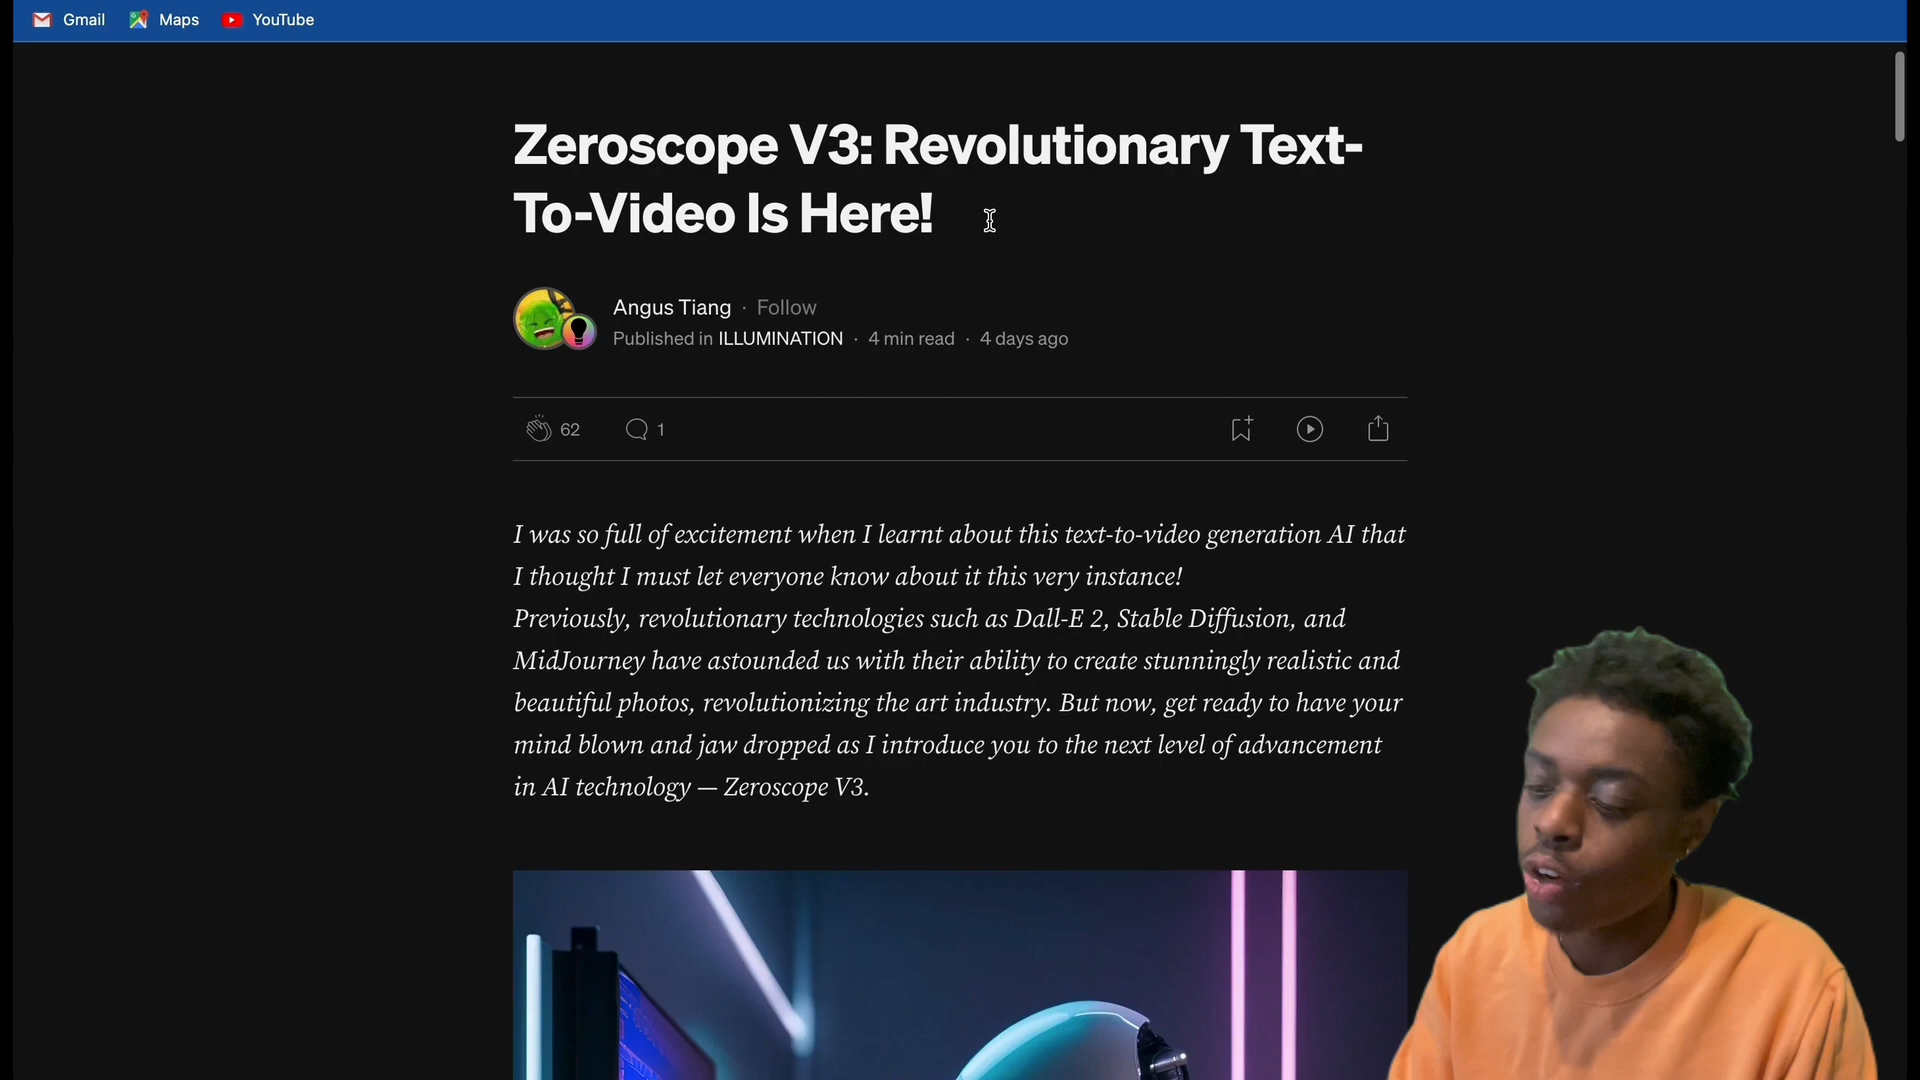 Gmail Maps YouTube
Zeroscope V3: Revolutionary Text-
To-Video Is Here!
Angus Tiang · Follow
Published in ILLUMINATION · 4 min read · 4 days ago
62 1
I was so full of excitement when I learnt about this text-to-video generation AI that
I thought I must let everyone know about it this very instance!
Previously, revolutionary technologies such as Dall-E 2, Stable Diffusion, and
MidJourney have astounded us with their ability to create stunningly realistic and
beautiful photos, revolutionizing the art industry. But now, get ready to have your
mind blown and jaw dropped as I introduce you to the next level of advancement
in AI technology — Zeroscope V3.